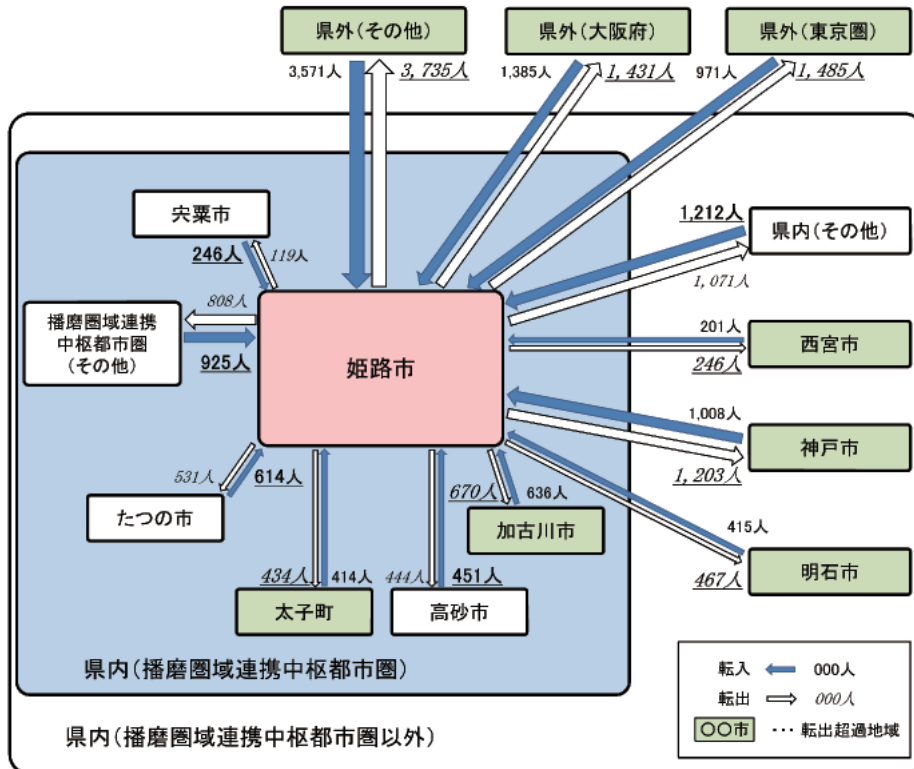 県外(その他)
県外(大阪府)
県外(東京圏)
3,571人
3,735人
1,385人
1,431人
971人
1,485人
宍粟市
246人
119人
1,212人
県内(その他)
1,071人
播磨圏域連携
中枢都市圏
(その他)
808人
925人
姫路市
201人
西宮市
246人
1,008人
神戸市
1,203人
531人
614人
たつの市
670人
636人
加古川市
415人
明石市
467人
434人
414人
太子町
444人
451人
高砂市
県内(播磨圏域連携中枢都市圏)
県内(播磨圏域連携中枢都市圏以外)
転入
000人
転出
000人
〇〇市
… 転出超過地域